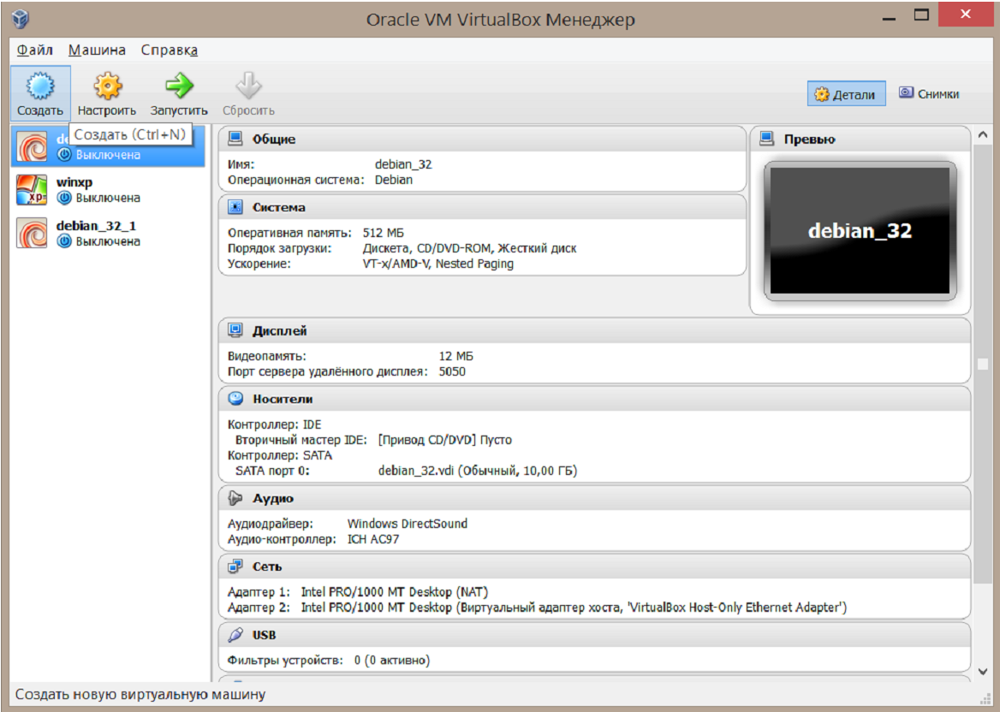 Oracle VM VirtualBox Менеджер
Файл Машина Справка
Создать Настроить Запустить Сбросить
Детали Снимки
Создать (Ctrl+N)
Выключена
winxp
Выключена
debian_32_1
Выключена
Общие
Имя: debian_32
Операционная система: Debian
Система
Оперативная память: 512 МБ
Порядок загрузки: Дискета, CD/DVD-ROM, Жесткий диск
Ускорение: VT-x/AMD-V, Nested Paging
Превью
debian_32
Дисплей
Видеопамять: 12 МБ
Порт сервера удалённого дисплея: 5050
Носители
Контроллер: IDE
Вторичный мастер IDE: [Привод CD/DVD] Пусто
Контроллер: SATA
SATA порт 0: debian_32.vdi (Обычный, 10,00 ГБ)
Аудио
Аудиодрайвер: Windows DirectSound
Аудио-контроллер: ICH AC97
Сеть
Адаптер 1: Intel PRO/1000 MT Desktop (NAT)
Адаптер 2: Intel PRO/1000 MT Desktop (Виртуальный адаптер хоста, 'VirtualBox Host-Only Ethernet Adapter')
USB
Фильтры устройств: 0 (0 активно)
Создать новую виртуальную машину